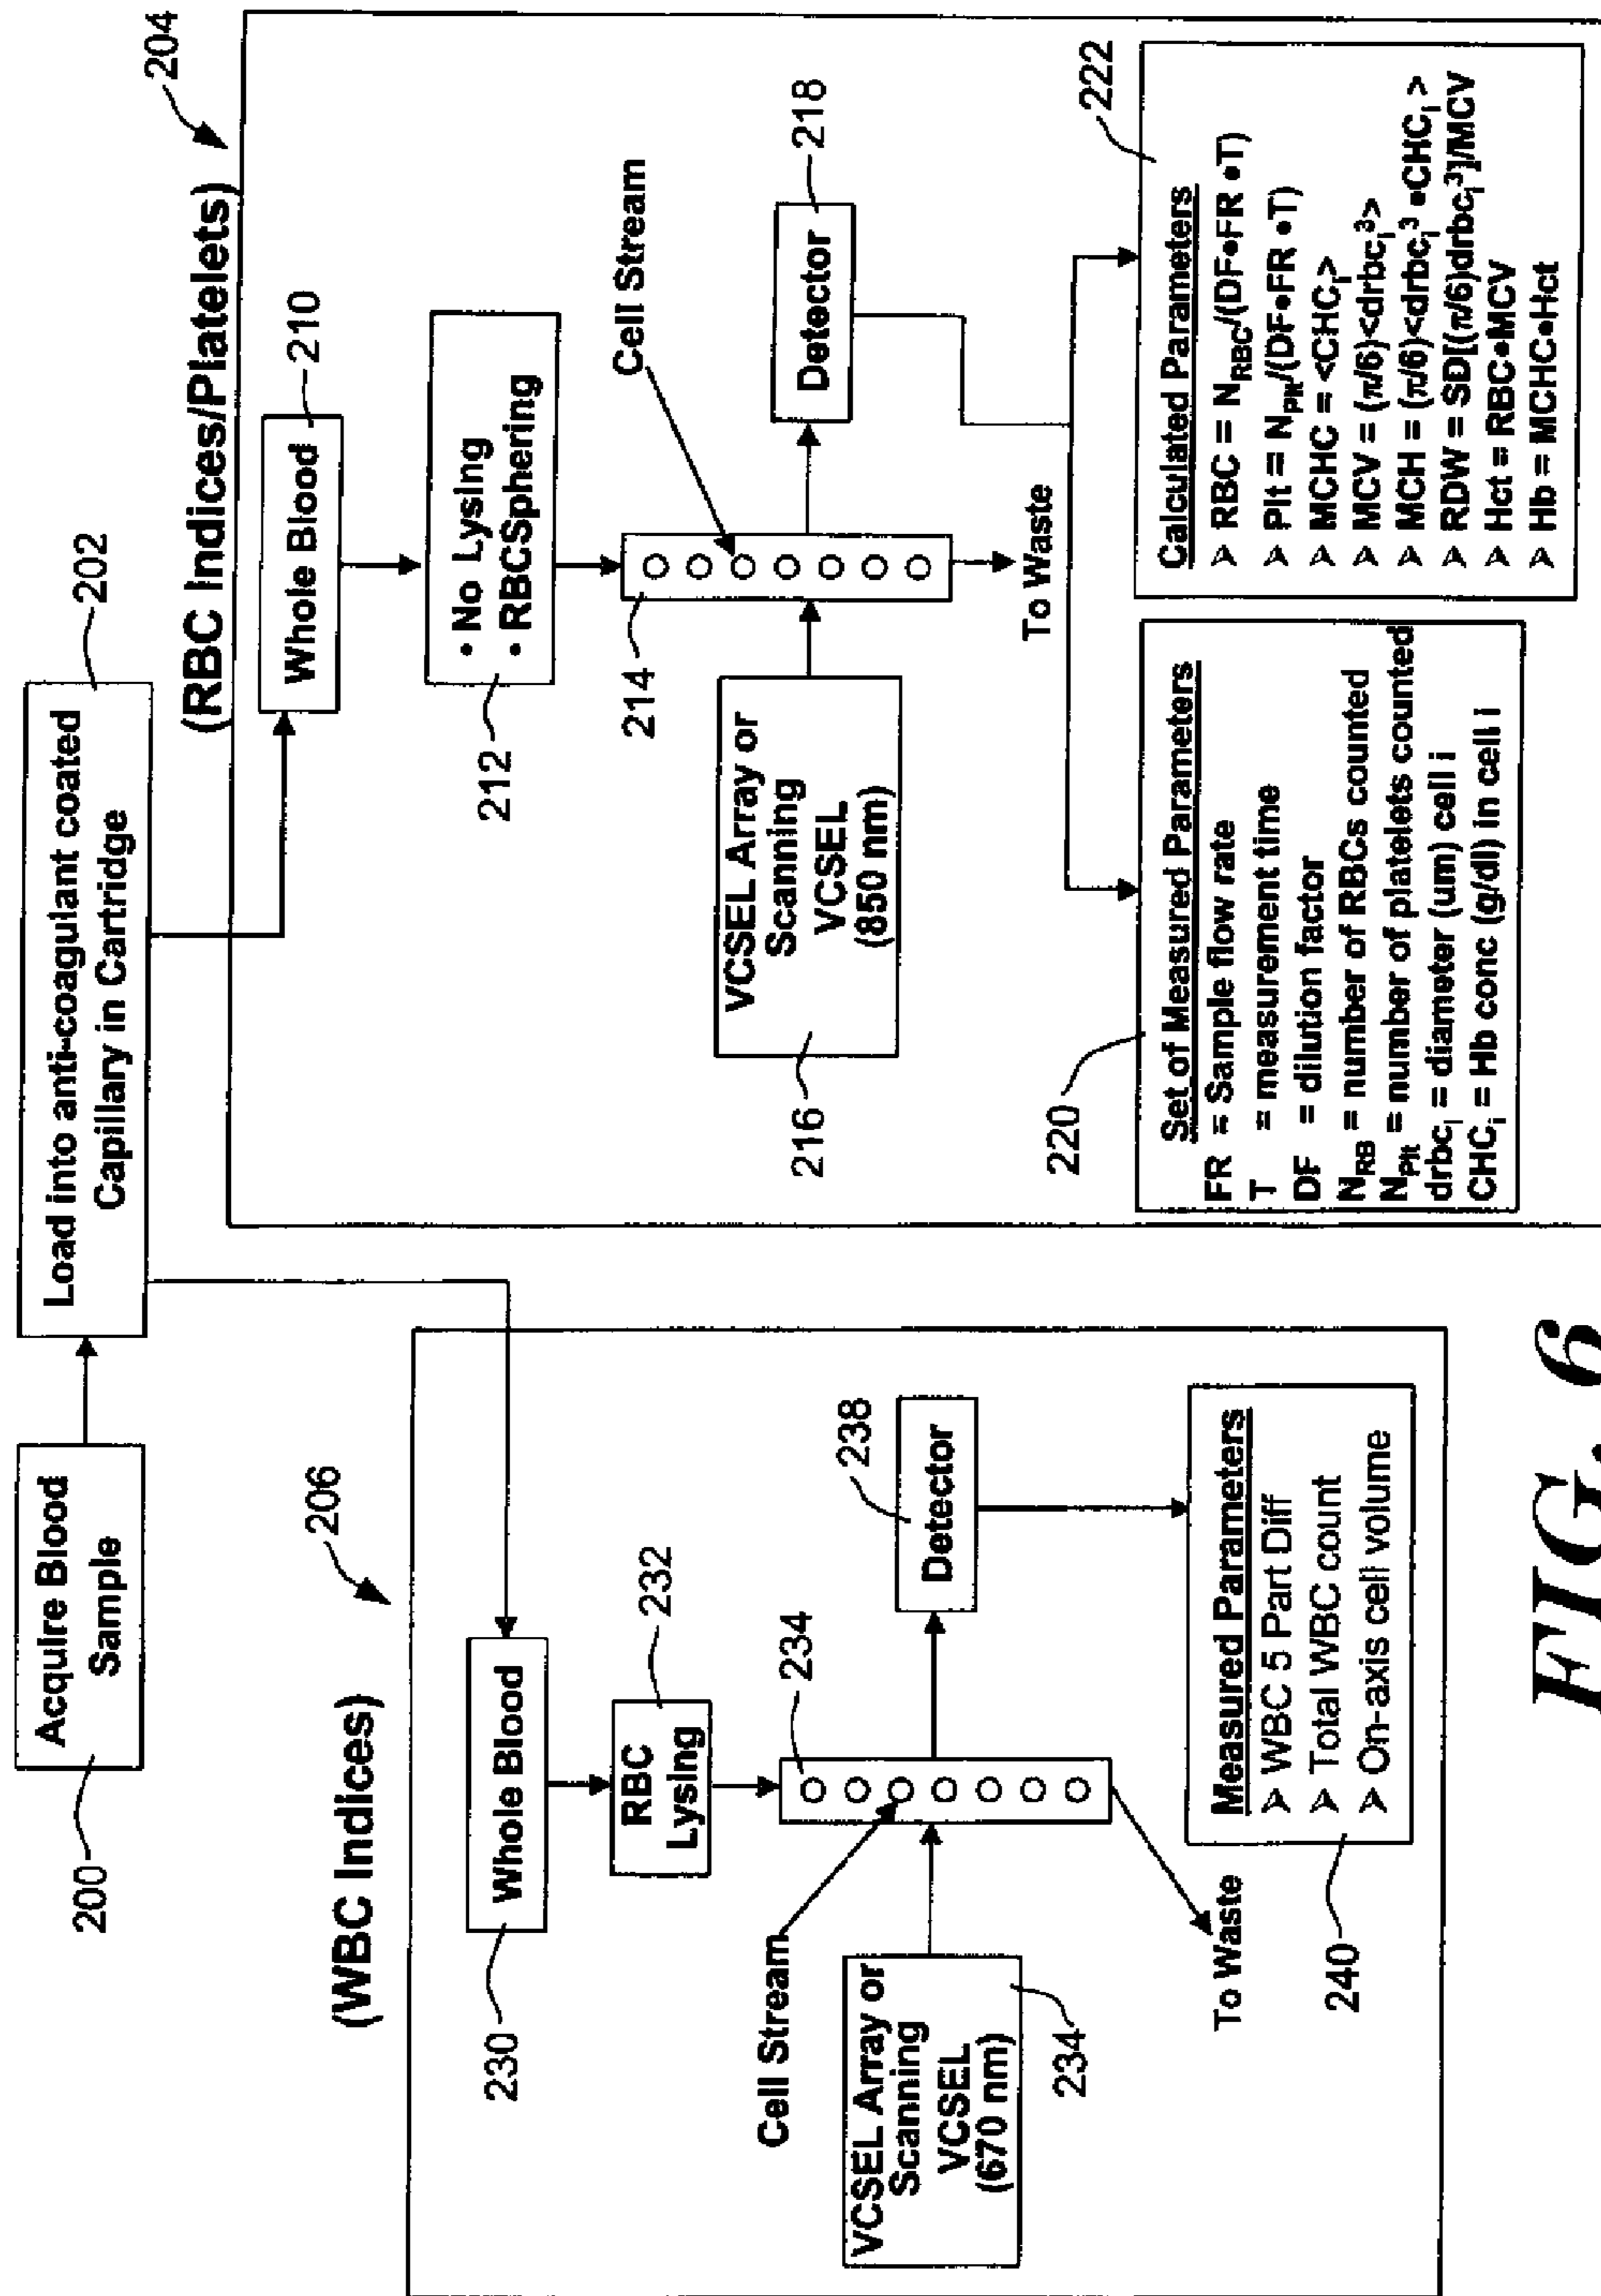 200
Acquire Blood
Sample
Load into anti-coagulant coated
Capillary in Cartridge
202
(WBC Indices)
206
230
Whole Blood
RBC
Lysing
232
Cell Stream
234
VCSEL Array or
Scanning
VCSEL
(670 nm)
234
Detector
238
To Waste
240
Measured Parameters
➢ WBC 5 Part Diff
➢ Total WBC count
➢ On-axis cell volume
(RBC Indices/Platelets)
204
Whole Blood
210
212
• No Lysing
• RBCSphering
214
Cell Stream
VCSEL Array or
Scanning
VCSEL
(850 nm)
216
Detector
218
To Waste
220
Set of Measured Parameters
FR = Sample flow rate
T = measurement time
DF = dilution factor
N_RB = number of RBCs counted
N_Plt = number of platelets counted
drbc_i = diameter (um) cell i
CHC_i = Hb conc (g/dl) in cell i
222
Calculated Parameters
➢ RBC = N_RBC/(DF•FR •T)
➢ Plt = N_Plt/(DF•FR •T)
➢ MCHC = <CHC_i>
➢ MCV = (π/6)<drbc_i³>
➢ MCH = (π/6)<drbc_i³ •CHC_i >
➢ RDW = SD[(π/6)drbc_i³]/MCV
➢ Hct = RBC•MCV
➢ Hb = MCHC•Hct
FIG. 6